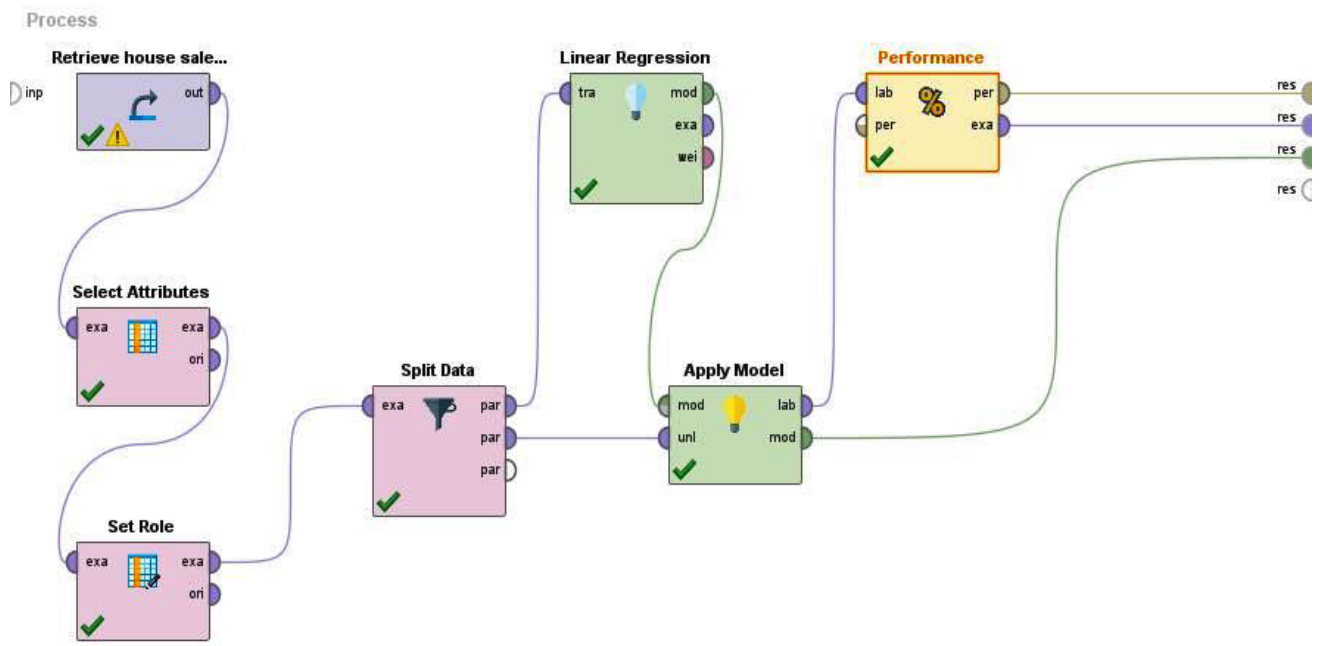 Process
Retrieve house sale...
inp
out
Linear Regression
tra
mod
exa
wei
Performance
%
lab
per
per
exa
res
res
res
res
Select Attributes
exa
exa
ori
Split Data
exa
par
par
par
Apply Model
mod
lab
unl
mod
Set Role
exa
exa
ori